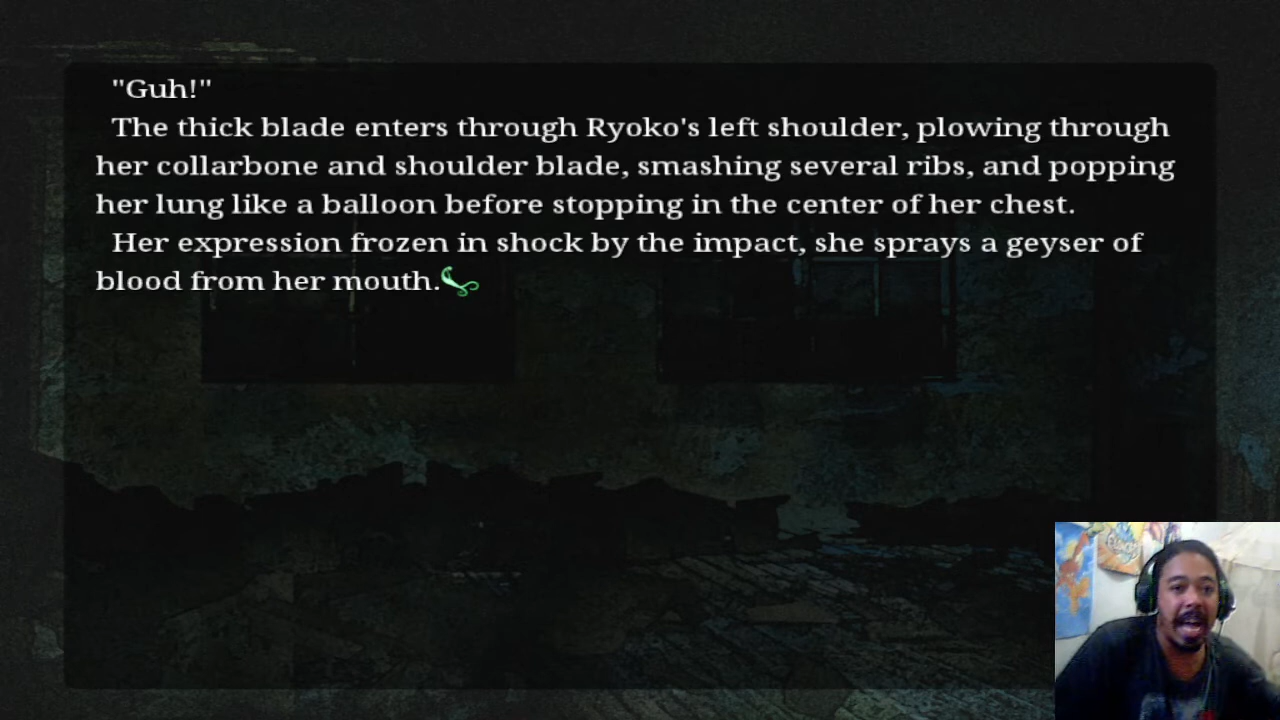 "Guh!"
The thick blade enters through Ryoko's left shoulder, plowing through
her collarbone and shoulder blade, smashing several ribs, and popping
her lung like a balloon before stopping in the center of her chest.
Her expression frozen in shock by the impact, she sprays a geyser of
blood from her mouth.